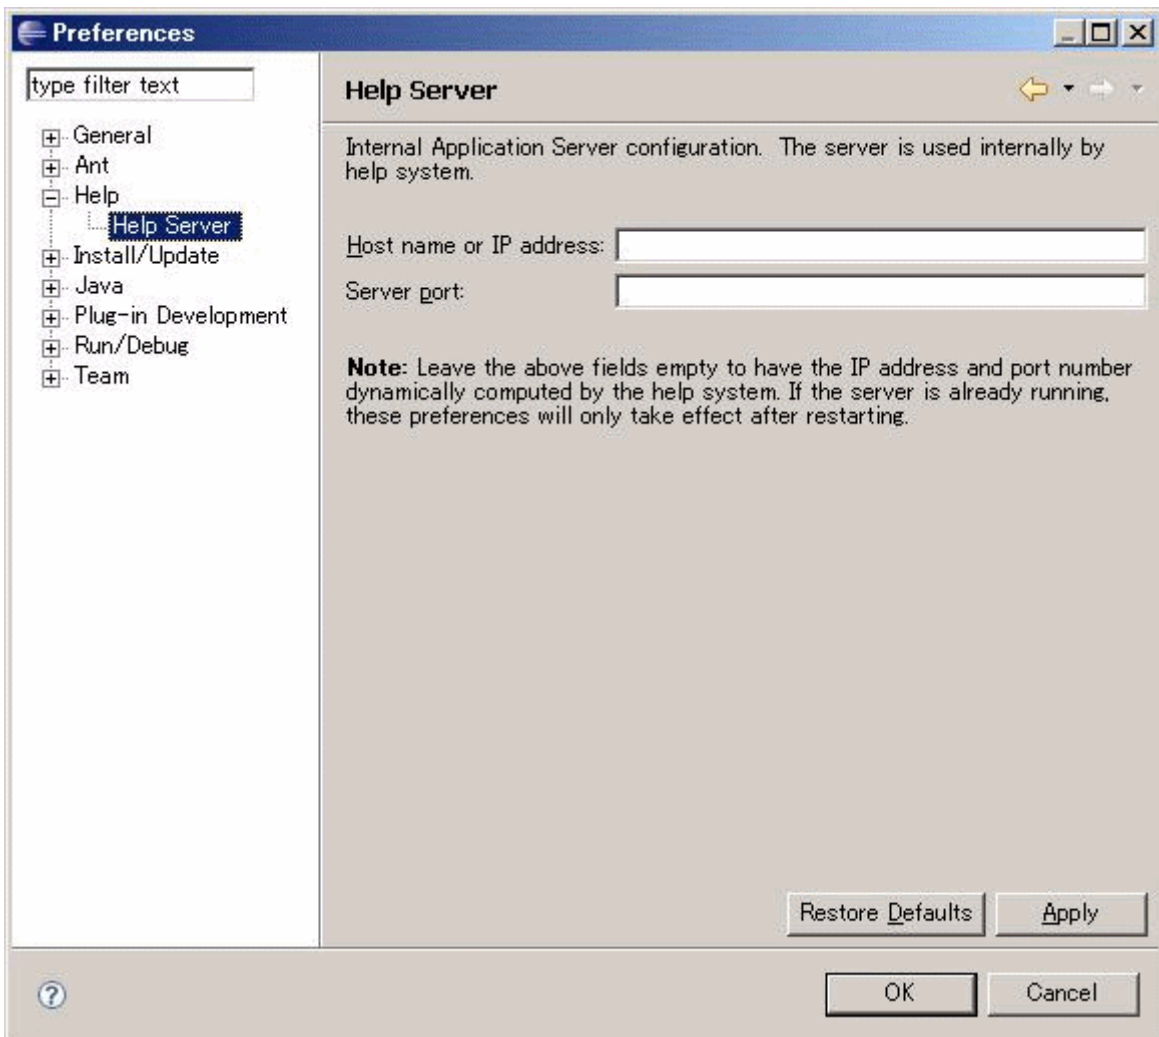 Preferences
type filter text
General
Ant
Help
Help Server
Install/Update
Java
Plug-in Development
Run/Debug
Team
Help Server
Internal Application Server configuration.  The server is used internally by
help system.
Host name or IP address:
Server port:
Note: Leave the above fields empty to have the IP address and port number
dynamically computed by the help system. If the server is already running,
these preferences will only take effect after restarting.
Restore Defaults
Apply
OK
Cancel